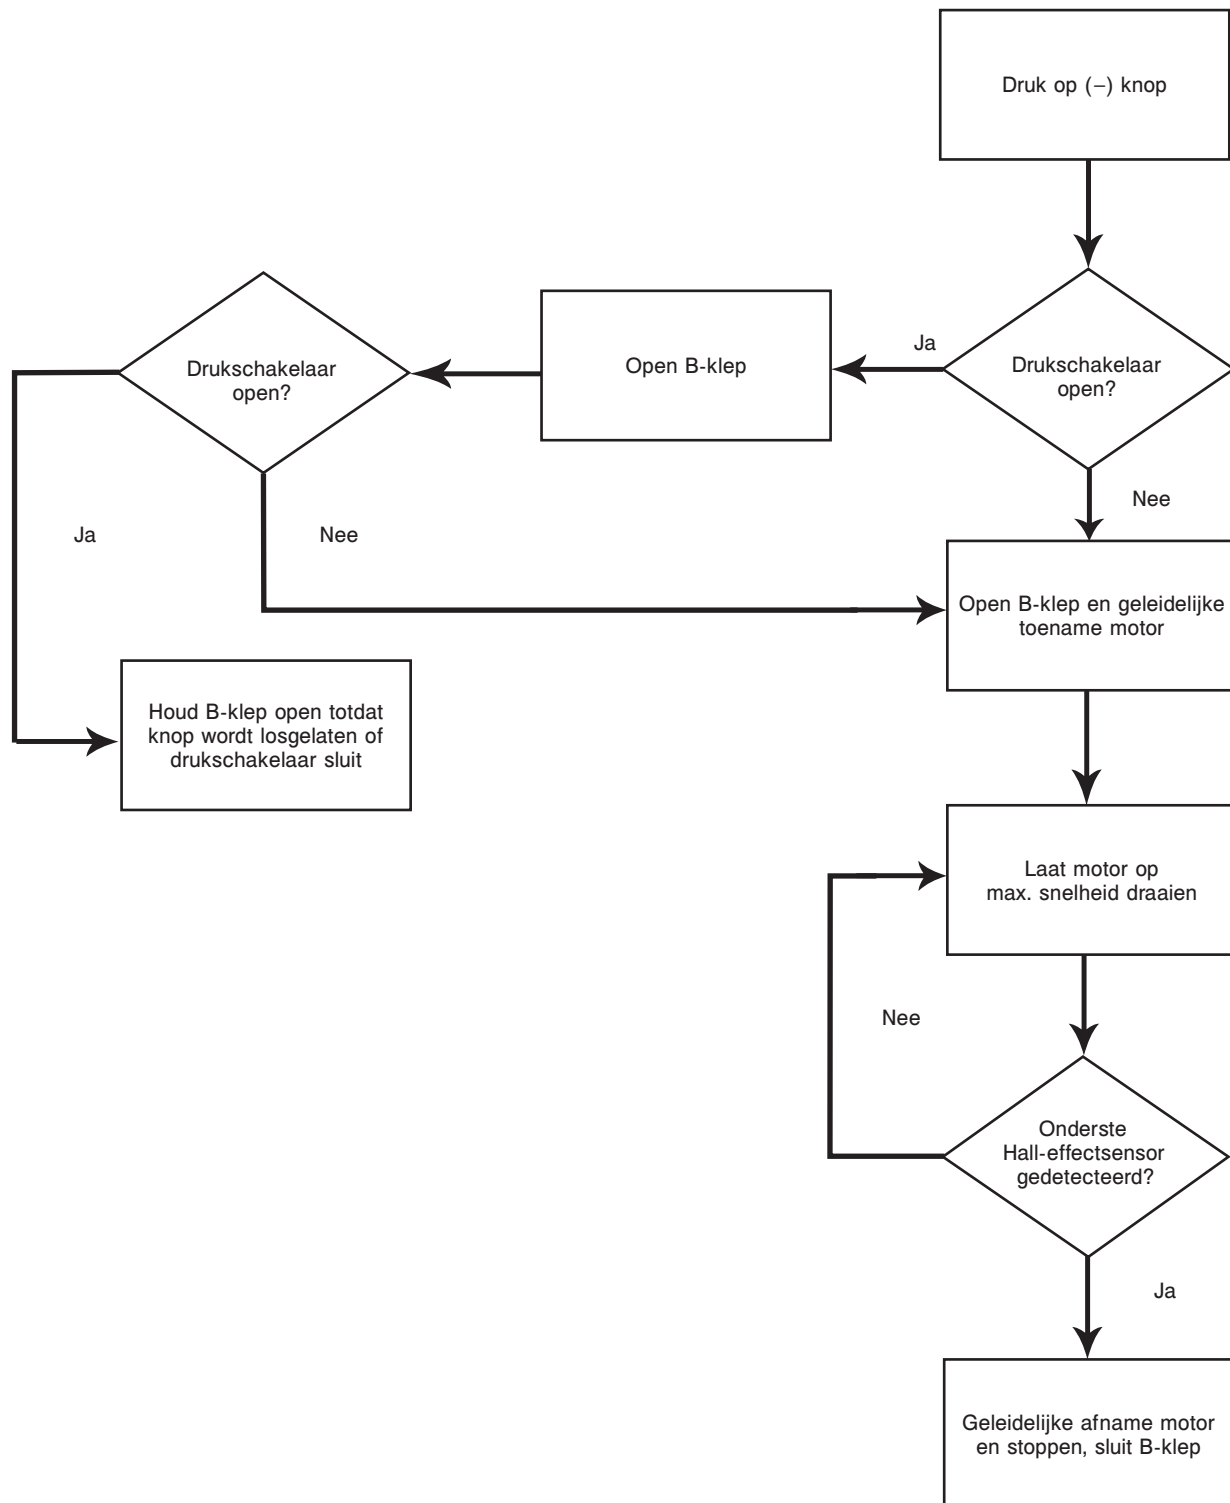 Druk op (–) knop
Ja
Drukschakelaar
open?
Open B-klep
Drukschakelaar
open?
Nee
Ja
Nee
Open B-klep en geleidelijke
toename motor
Houd B-klep open totdat
knop wordt losgelaten of
drukschakelaar sluit
Laat motor op
max. snelheid draaien
Nee
Onderste
Hall-effectsensor
gedetecteerd?
Ja
Geleidelijke afname motor
en stoppen, sluit B-klep